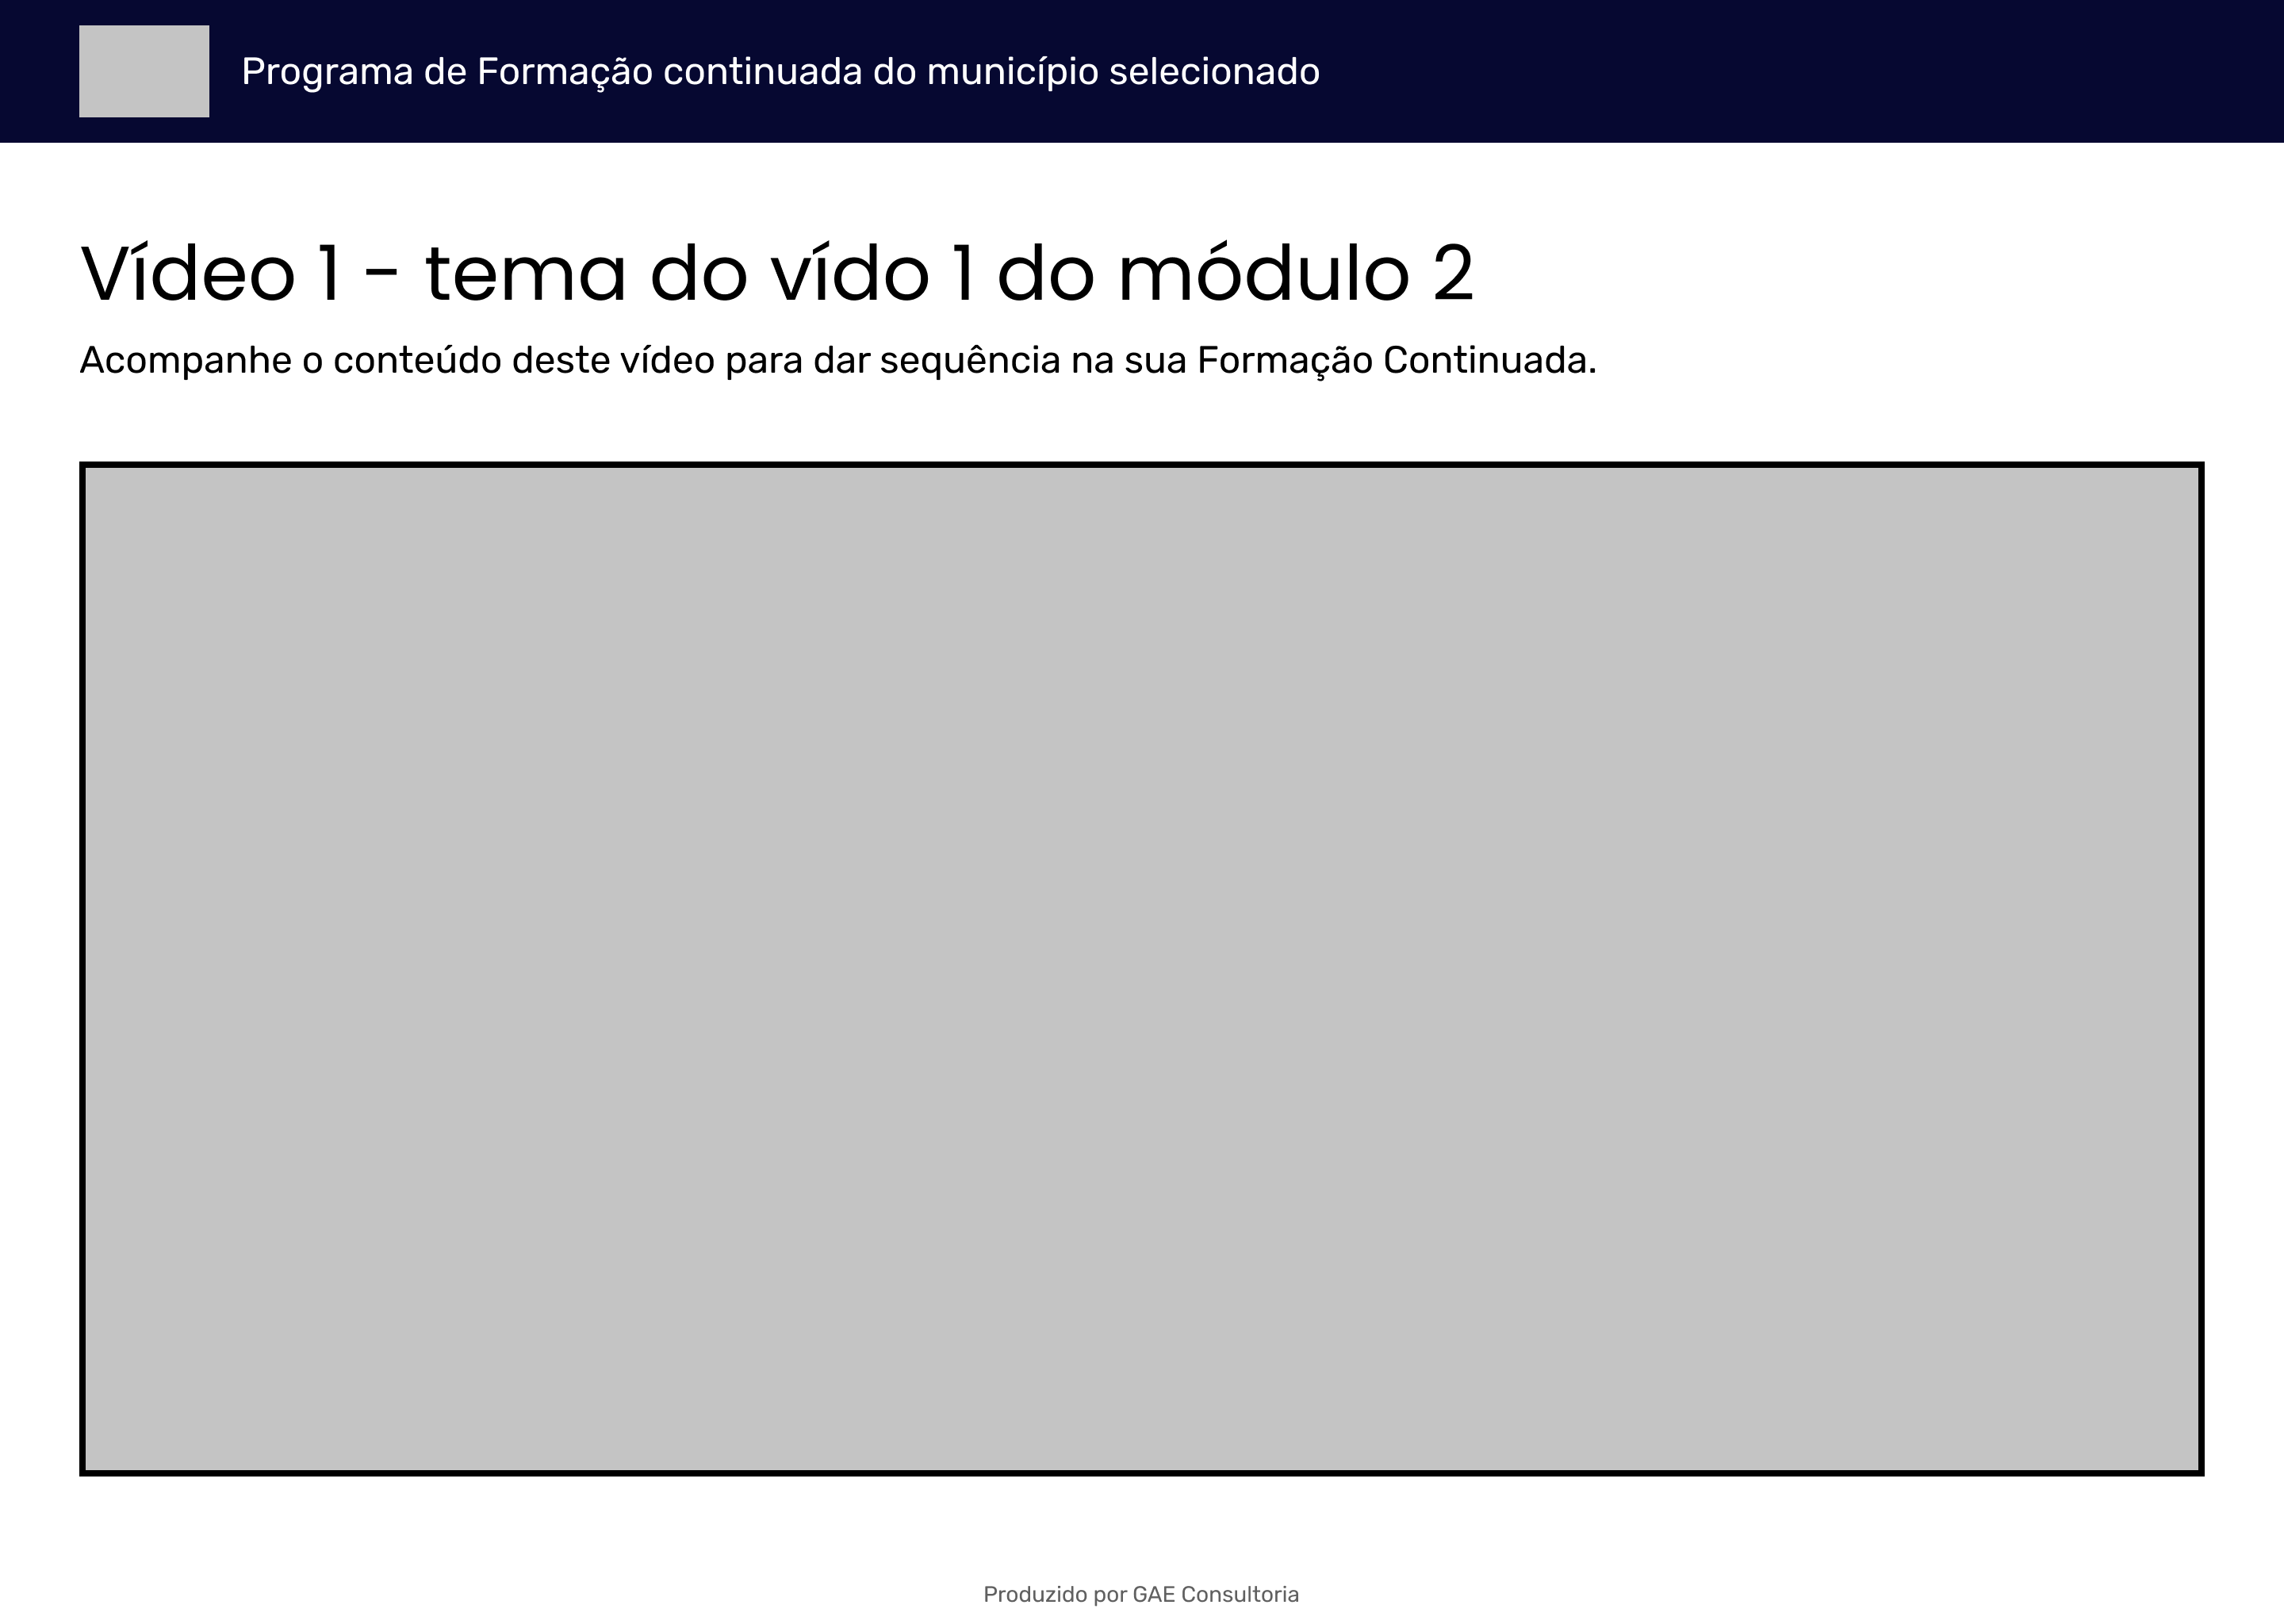 Programa de Formação continuada do município selecionado
Vídeo 1 - tema do vído 1 do módulo 2
Acompanhe o conteúdo deste vídeo para dar sequência na sua Formação Continuada.
Produzido por GAE Consultoria